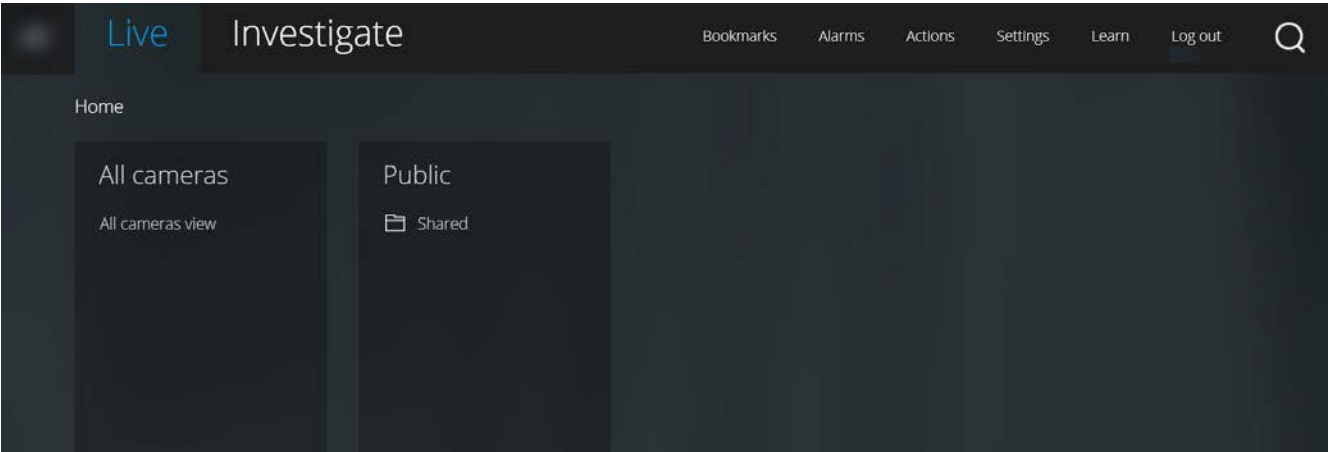 Live Investigate Bookmarks Alarms Actions Settings Learn Log out
Home
All cameras Public
All cameras view Shared